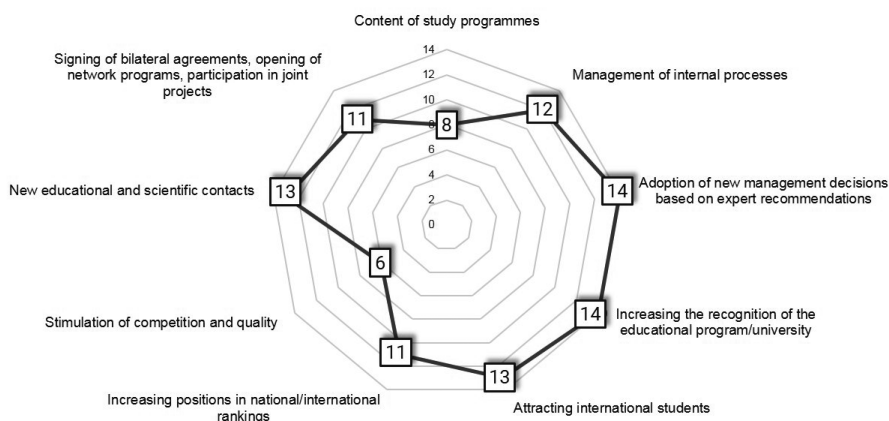 Content of study programmes
Signing of bilateral agreements, opening of
network programs, participation in joint
projects
Management of internal processes
14
12
10
8
6
4
2
0
8
12
14
14
13
11
6
13
11
New educational and scientific contacts
Adoption of new management decisions
based on expert recommendations
Stimulation of competition and quality
Increasing the recognition of the
educational program/university
Increasing positions in national/international
rankings
Attracting international students